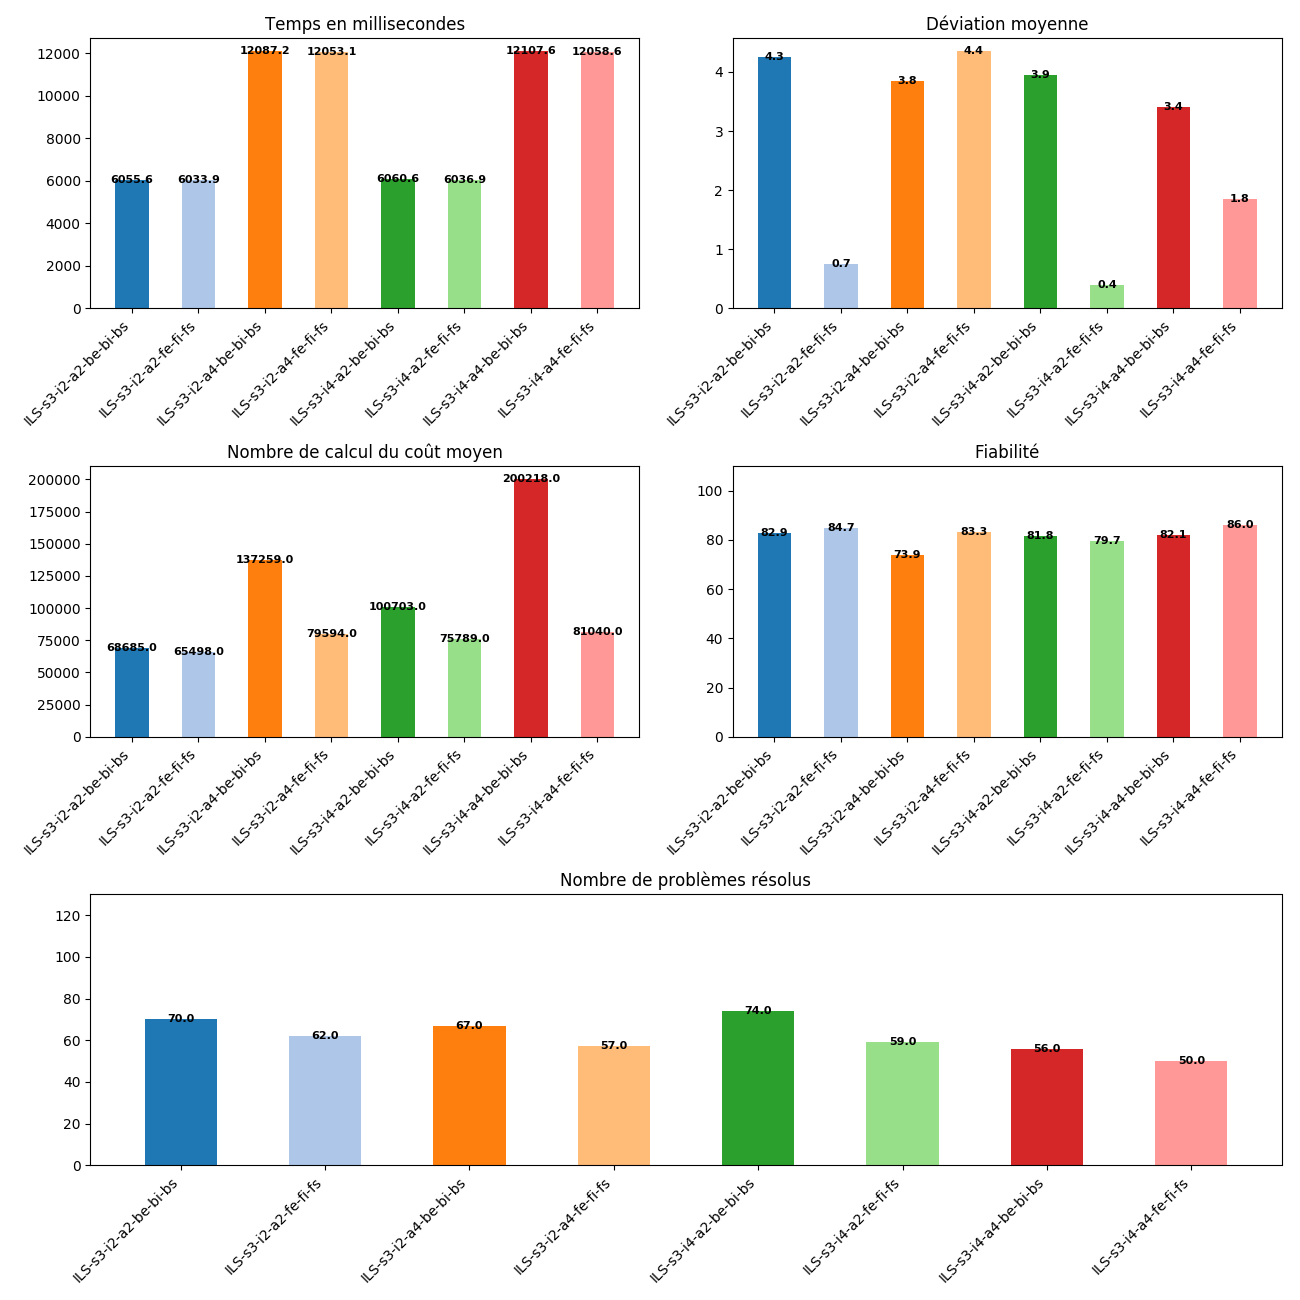 Temps en millisecondes
12000
10000
8000
6000
4000
2000
0
6055.6
6033.9
12087.2
12053.1
6060.6
6036.9
12107.6
12058.6
ILS-s3-i2-a2-be-bi-bs
ILS-s3-i2-a2-fe-fi-fs
ILS-s3-i2-a4-be-bi-bs
ILS-s3-i2-a4-fe-fi-fs
ILS-s3-i4-a2-be-bi-bs
ILS-s3-i4-a2-fe-fi-fs
ILS-s3-i4-a4-be-bi-bs
ILS-s3-i4-a4-fe-fi-fs
Déviation moyenne
4
3
2
1
0
4.3
0.7
3.8
4.4
3.9
0.4
3.4
1.8
ILS-s3-i2-a2-be-bi-bs
ILS-s3-i2-a2-fe-fi-fs
ILS-s3-i2-a4-be-bi-bs
ILS-s3-i2-a4-fe-fi-fs
ILS-s3-i4-a2-be-bi-bs
ILS-s3-i4-a2-fe-fi-fs
ILS-s3-i4-a4-be-bi-bs
ILS-s3-i4-a4-fe-fi-fs
Nombre de calcul du coût moyen
200000
175000
150000
125000
100000
75000
50000
25000
0
68685.0
65498.0
137259.0
79594.0
100703.0
75789.0
200218.0
81040.0
ILS-s3-i2-a2-be-bi-bs
ILS-s3-i2-a2-fe-fi-fs
ILS-s3-i2-a4-be-bi-bs
ILS-s3-i2-a4-fe-fi-fs
ILS-s3-i4-a2-be-bi-bs
ILS-s3-i4-a2-fe-fi-fs
ILS-s3-i4-a4-be-bi-bs
ILS-s3-i4-a4-fe-fi-fs
Fiabilité
100
80
60
40
20
0
82.9
84.7
73.9
83.3
81.8
79.7
82.1
86.0
ILS-s3-i2-a2-be-bi-bs
ILS-s3-i2-a2-fe-fi-fs
ILS-s3-i2-a4-be-bi-bs
ILS-s3-i2-a4-fe-fi-fs
ILS-s3-i4-a2-be-bi-bs
ILS-s3-i4-a2-fe-fi-fs
ILS-s3-i4-a4-be-bi-bs
ILS-s3-i4-a4-fe-fi-fs
Nombre de problèmes résolus
120
100
80
60
40
20
0
70.0
62.0
67.0
57.0
74.0
59.0
56.0
50.0
ILS-s3-i2-a2-be-bi-bs
ILS-s3-i2-a2-fe-fi-fs
ILS-s3-i2-a4-be-bi-bs
ILS-s3-i2-a4-fe-fi-fs
ILS-s3-i4-a2-be-bi-bs
ILS-s3-i4-a2-fe-fi-fs
ILS-s3-i4-a4-be-bi-bs
ILS-s3-i4-a4-fe-fi-fs